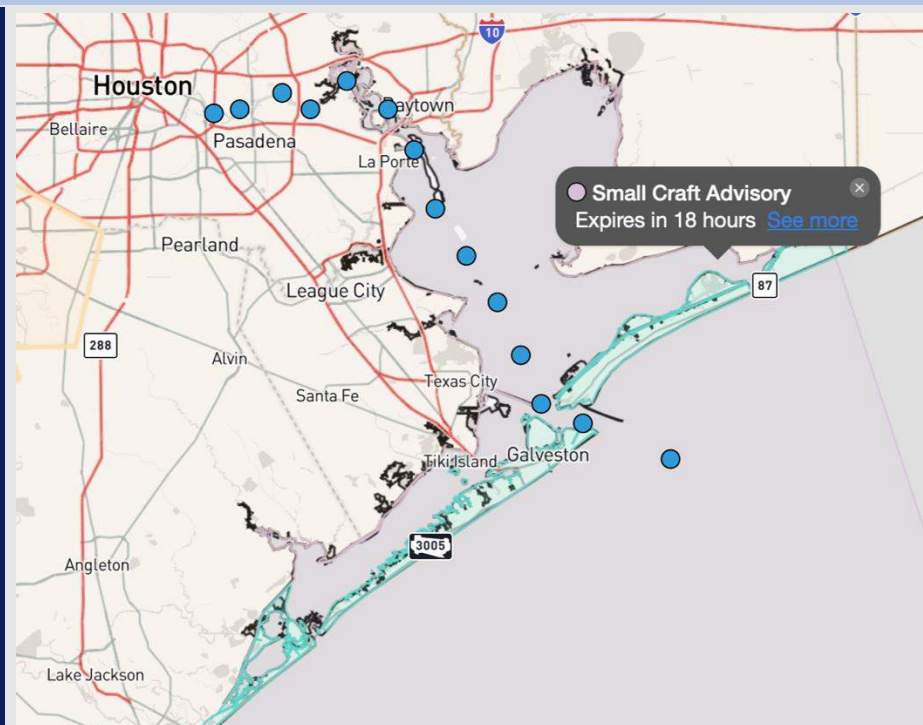 10
Houston
Baytown
Bellaire
Pasadena
La Porte
Small Craft Advisory
Expires in 18 hours See more
Pearland
87
League City
288
Alvin
Texas City
Santa Fe
Tiki Island
Galveston
3005
Angleton
Lake Jackson